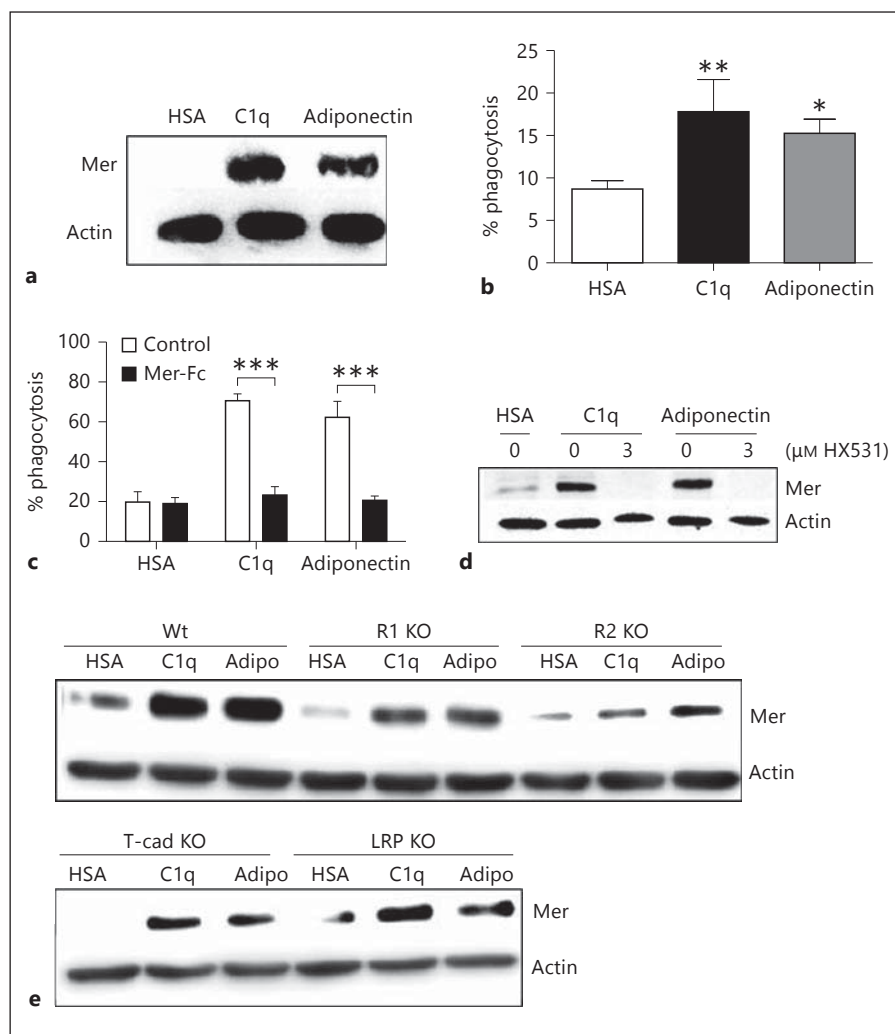 HSA C1q Adiponectin
Mer
Actin
a
25
20
15
10
5
0
% phagocytosis
**
*
HSA C1q Adiponectin
b
100
80
60
40
20
0
% phagocytosis
Control
Mer-Fc
*** ***
HSA C1q Adiponectin
c
HSA C1q Adiponectin
0 0 3 0 3 (µM HX531)
Mer
Actin
d
Wt R1 KO R2 KO
HSA C1q Adipo HSA C1q Adipo HSA C1q Adipo
Mer
Actin
T-cad KO LRP KO
HSA C1q Adipo HSA C1q Adipo
Mer
Actin
e